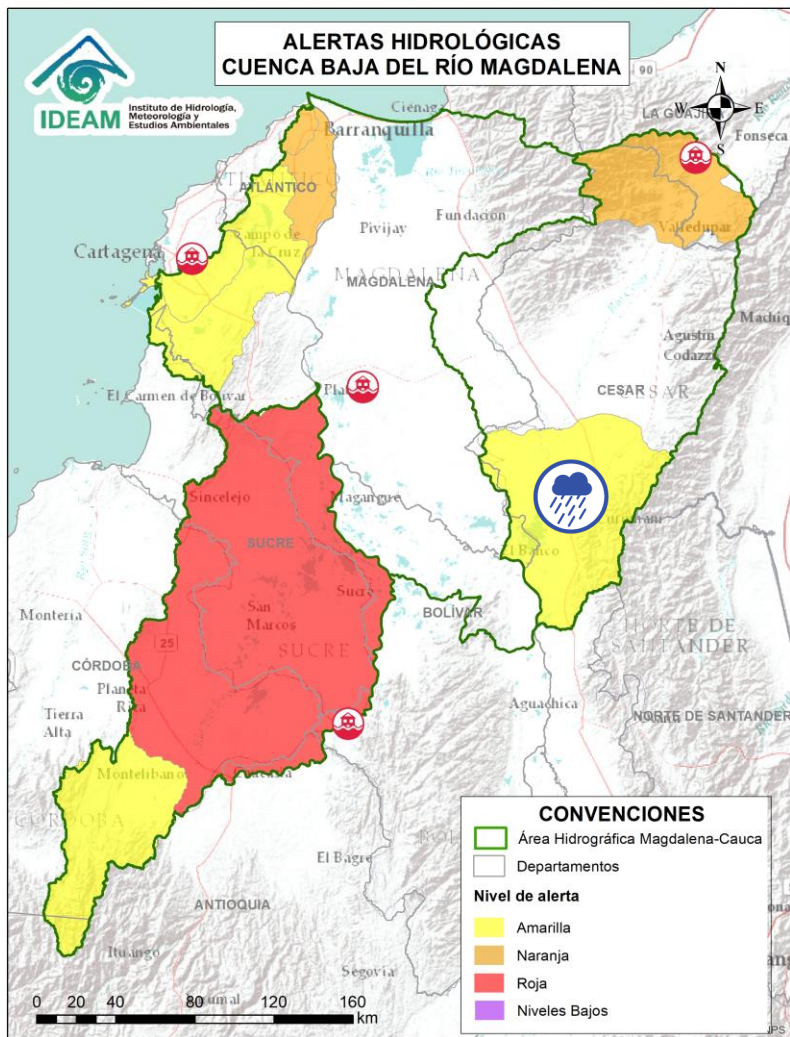 ALERTAS HIDROLÓGICAS
CUENCA BAJA DEL RÍO MAGDALENA
IDEAM
Instituto de Hidrología,
Meteorología y
Estudios Ambientales
90
N
W E
S
LA GUAJIRA
Fonseca
Ciénaga
Barranquilla
ATLÁNTICO
Pivijay
Fundación
Valledupar
Cartagena
Campo de
la Cruz
MAGDALENA
MAGDALENA
Agustín
Codazzi
CESAR
CESAR
El Carmen de Bolívar
Sincelejo
Magangué
SUCRE
El Banco
Sucre
San
Marcos
BOLÍVAR
Montería
SUCRE
NORTE DE
SANTANDER
25
CÓRDOBA
Planeta
Rica
Aguachica
Tierra
Alta
NORTE DE SANTANDER
Montelíbano
CÓRDOBA
El Bagre
ANTIOQUIA
Ituango
Segovia
CONVENCIONES
Área Hidrográfica Magdalena-Cauca
Departamentos
Nivel de alerta
Amarilla
Naranja
Roja
Niveles Bajos
0 20 40 80 120 160
km